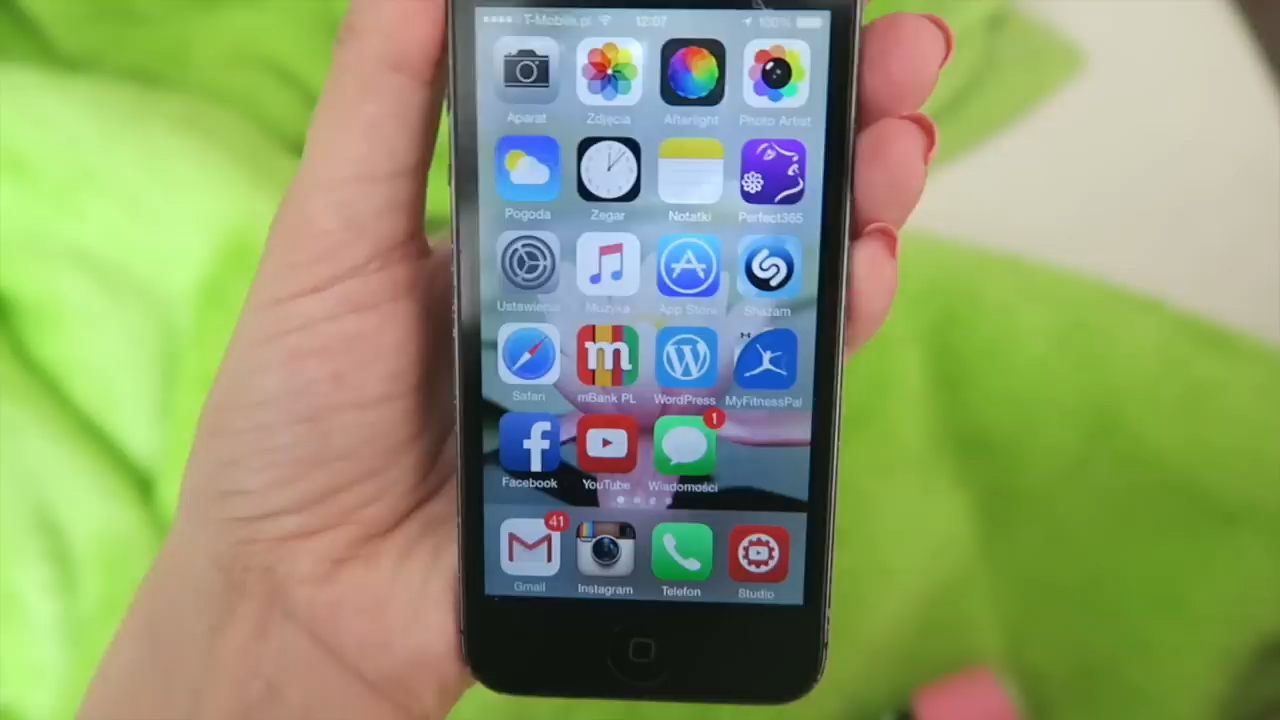 T-Mobile.pl 12:07 100%
Aparat Zdjęcia Afterlight Photo Artist
Pogoda Zegar Notatki Perfect365
Ustawienia Muzyka App Store Shazam
m
Safari mBank PL WordPress MyFitnessPal
1
Facebook YouTube Wiadomości
41
Gmail Instagram Telefon Studio